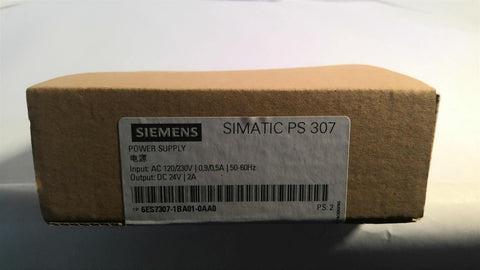 SIEMENS SIMATIC PS 307
POWER SUPPLY
电源
Input: AC 120/230V | 0,9/0,5A | 50-60Hz
Output: DC 24V | 2A
1P 6ES7307-1BA01-0AA0 PS: 2